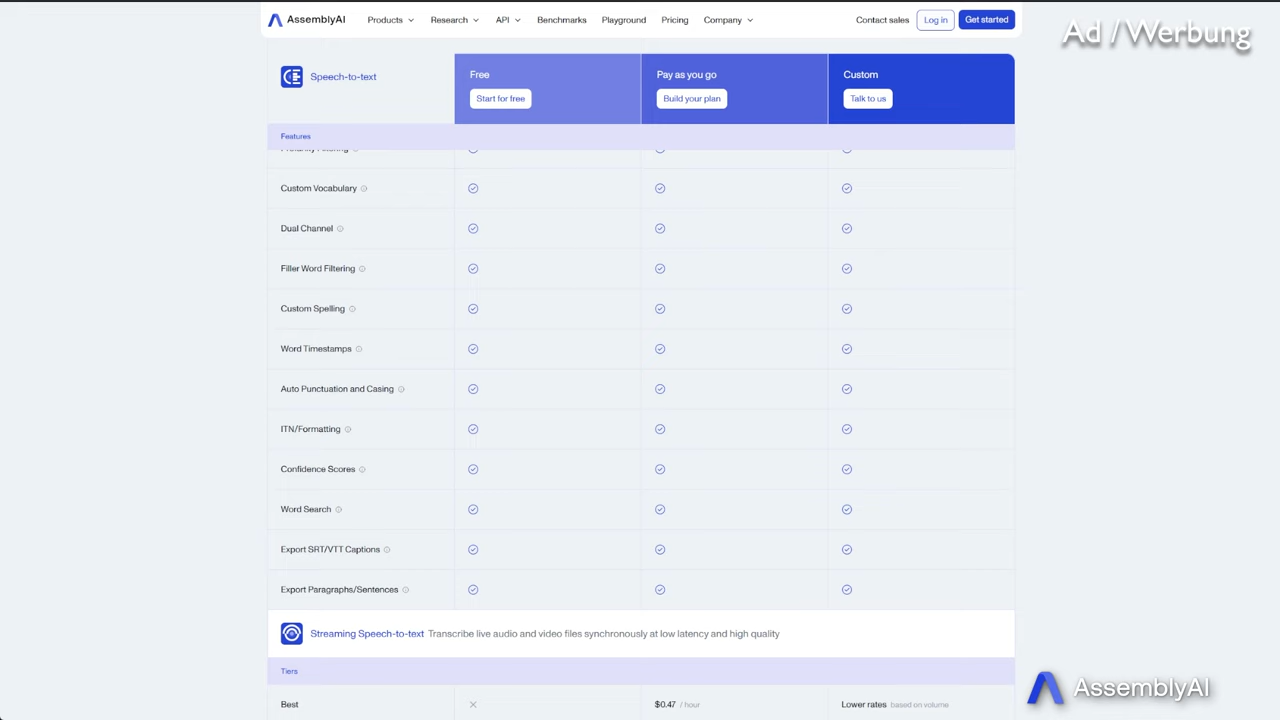 AssemblyAI Products Research API Benchmarks Playground Pricing Company Contact sales Log in Get started
Ad / Werbung
Speech-to-text Free Pay as you go Custom
Start for free Build your plan Talk to us
Features
Profanity Filtering
Custom Vocabulary
Dual Channel
Filler Word Filtering
Custom Spelling
Word Timestamps
Auto Punctuation and Casing
ITN/Formatting
Confidence Scores
Word Search
Export SRT/VTT Captions
Export Paragraphs/Sentences
Streaming Speech-to-text Transcribe live audio and video files synchronously at low latency and high quality
Tiers
Best $0.47 / hour Lower rates based on volume
AssemblyAI